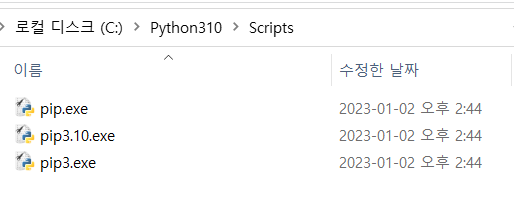 로컬 디스크 (C:) > Python310 > Scripts
이름 수정한 날짜
pip.exe 2023-01-02 오후 2:44
pip3.10.exe 2023-01-02 오후 2:44
pip3.exe 2023-01-02 오후 2:44